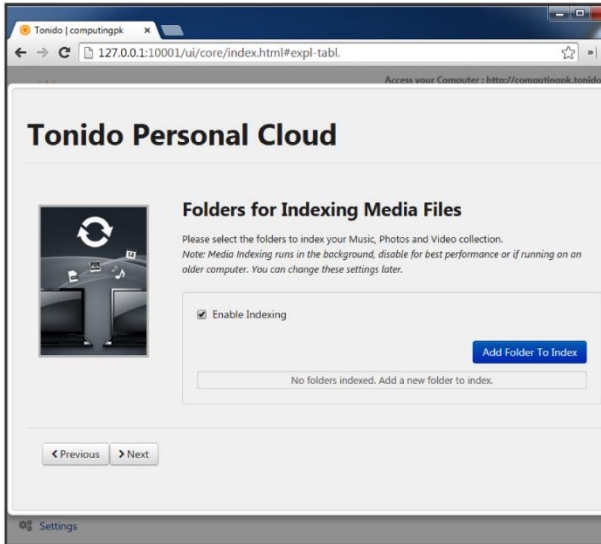 Tonido | computingpk
127.0.0.1:10001/ui/core/index.html#expl-tabl.
Access your Computer : http://computingpk.tonido
Tonido Personal Cloud
Folders for Indexing Media Files
Please select the folders to index your Music, Photos and Video collection.
Note: Media Indexing runs in the background, disable for best performance or if running on an
older computer. You can change these settings later.
Enable Indexing
Add Folder To Index
No folders indexed. Add a new folder to index.
Previous
Next
Settings